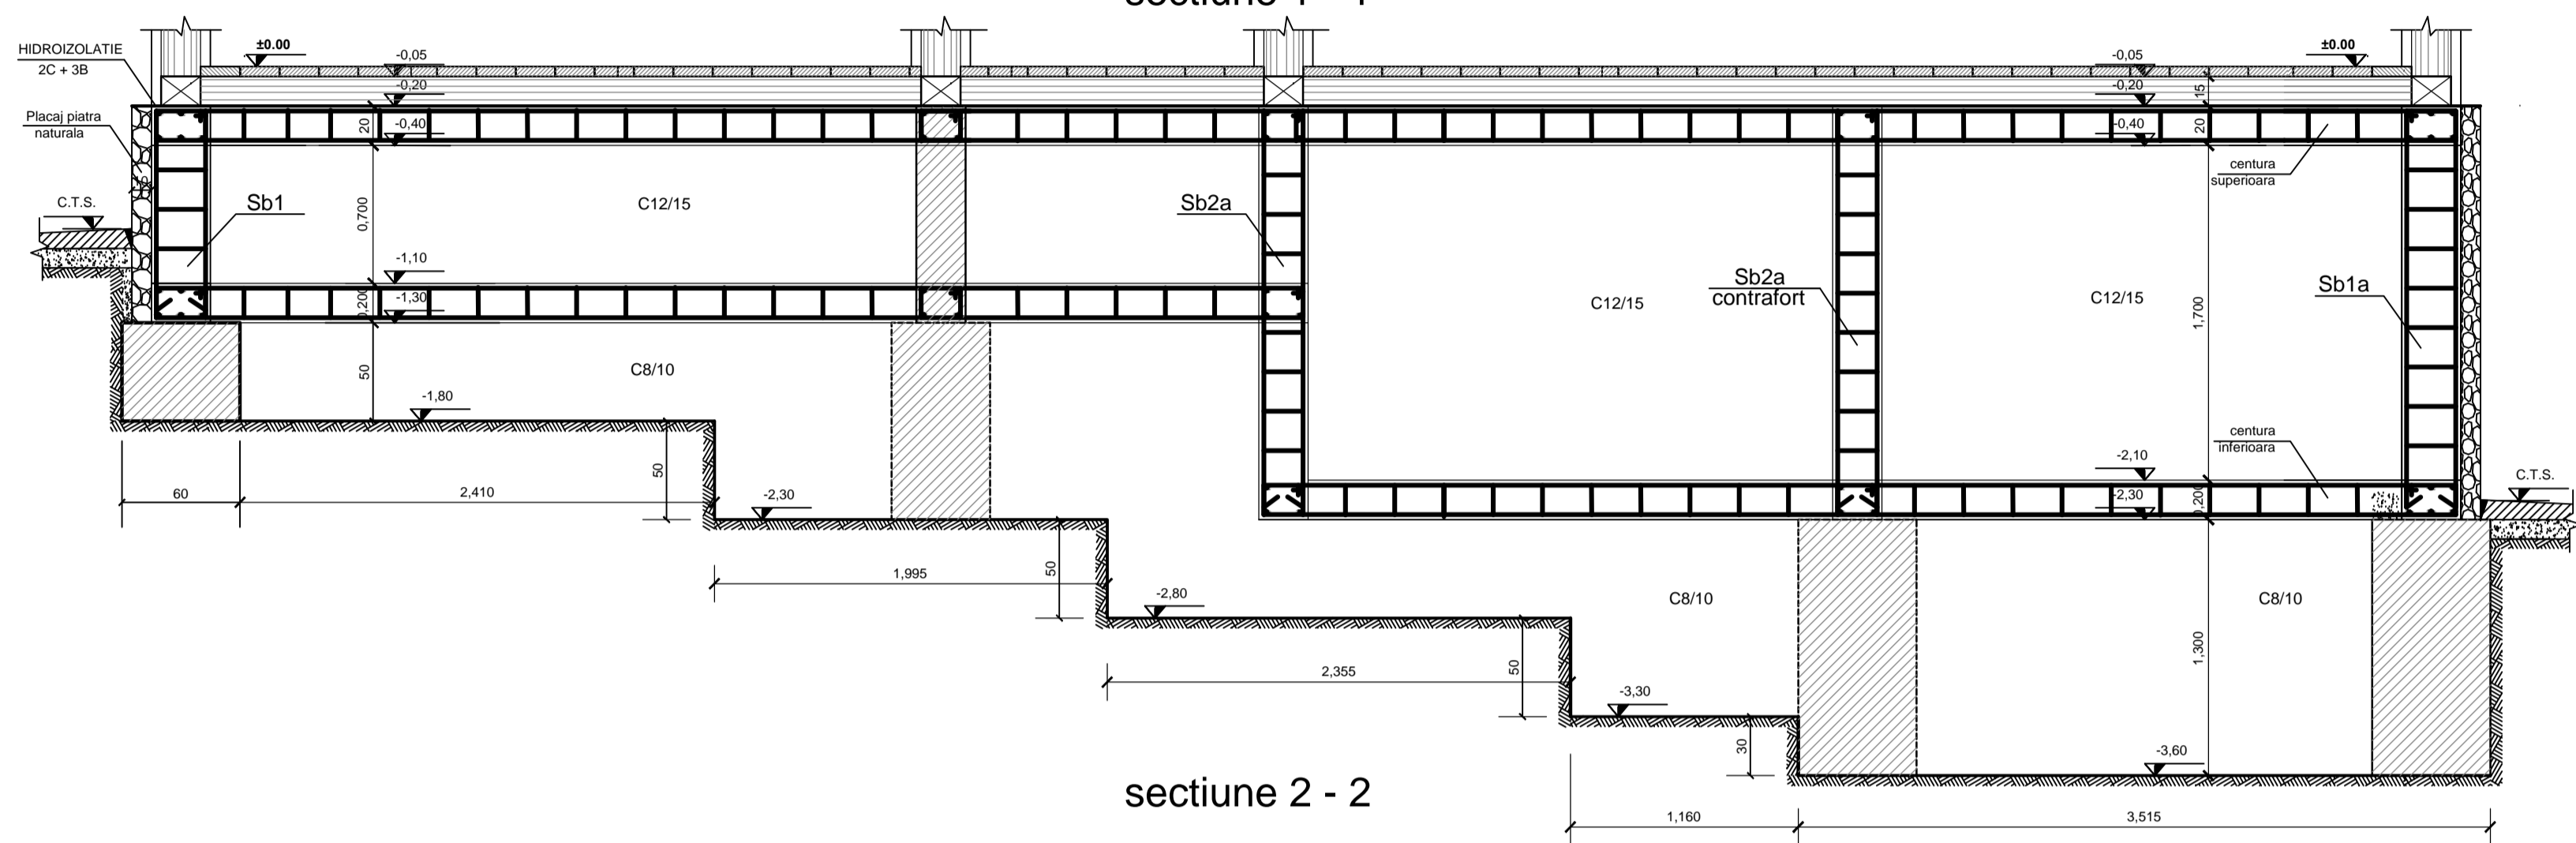 ±0.00
-0,05
-0,05
±0.00
HIDROIZOLATIE
2C + 3B
-0,20
-0,20
15
Placaj piatra
naturala
20
-0,40
-0,40
20
centura
superioara
10
C.T.S.
Sb1
0,700
C12/15
Sb2a
-1,10
Sb2a
contrafort
C12/15
C12/15
Sb1a
0,200
-1,30
1,700
50
C8/10
-1,80
centura
inferioara
-2,10
C.T.S.
60
2,410
50
-2,30
-2,30
0,200
1,995
50
-2,80
C8/10
C8/10
2,355
50
1,300
-3,30
30
-3,60
sectiune 2 - 2
1,160
3,515